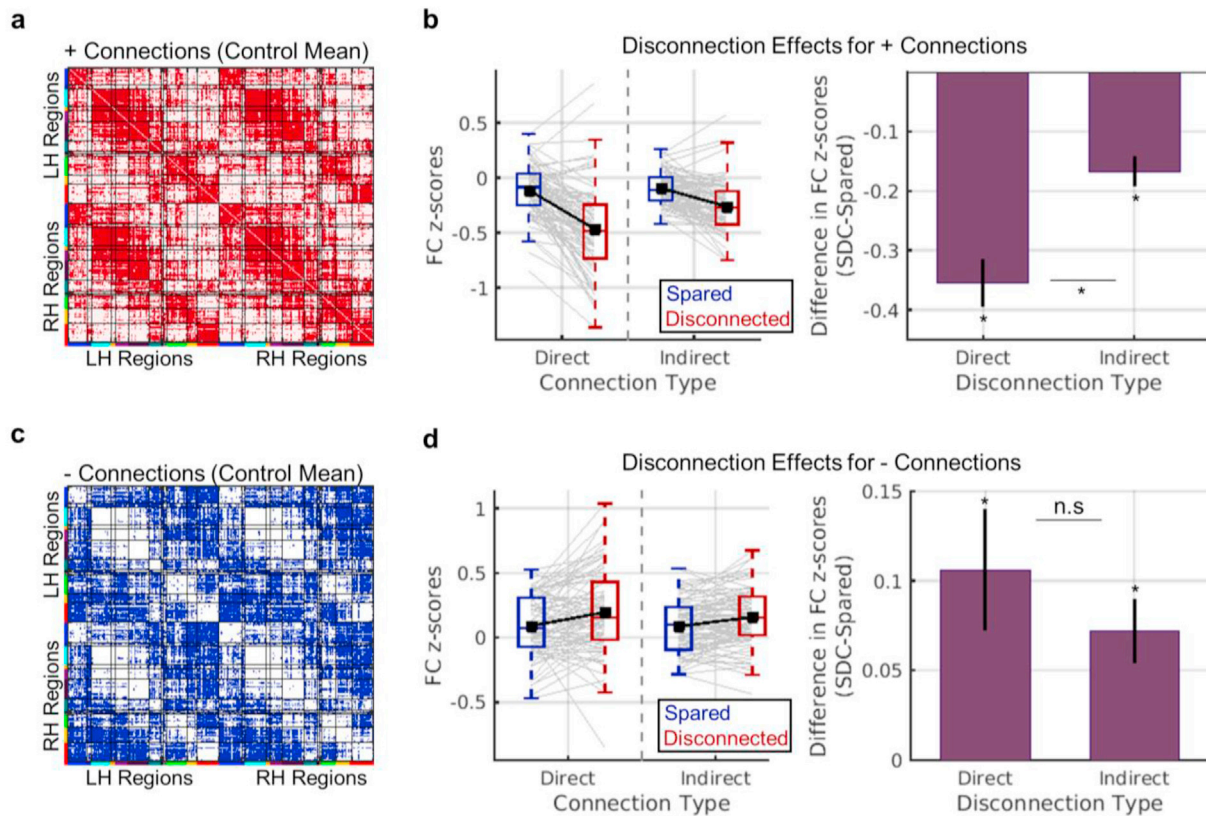 a
+ Connections (Control Mean)
LH Regions
RH Regions
LH Regions
RH Regions
b
Disconnection Effects for + Connections
FC z-scores
0.5
0
-0.5
-1
Spared
Disconnected
Direct
Indirect
Connection Type
Difference in FC z-scores
(SDC-Spared)
-0.1
-0.2
-0.3
-0.4
*
*
*
Direct
Indirect
Disconnection Type
c
- Connections (Control Mean)
LH Regions
RH Regions
LH Regions
RH Regions
d
Disconnection Effects for - Connections
FC z-scores
1
0.5
0
-0.5
Spared
Disconnected
Direct
Indirect
Connection Type
Difference in FC z-scores
(SDC-Spared)
0.15
0.1
0.05
0
*
n.s
*
Direct
Indirect
Disconnection Type